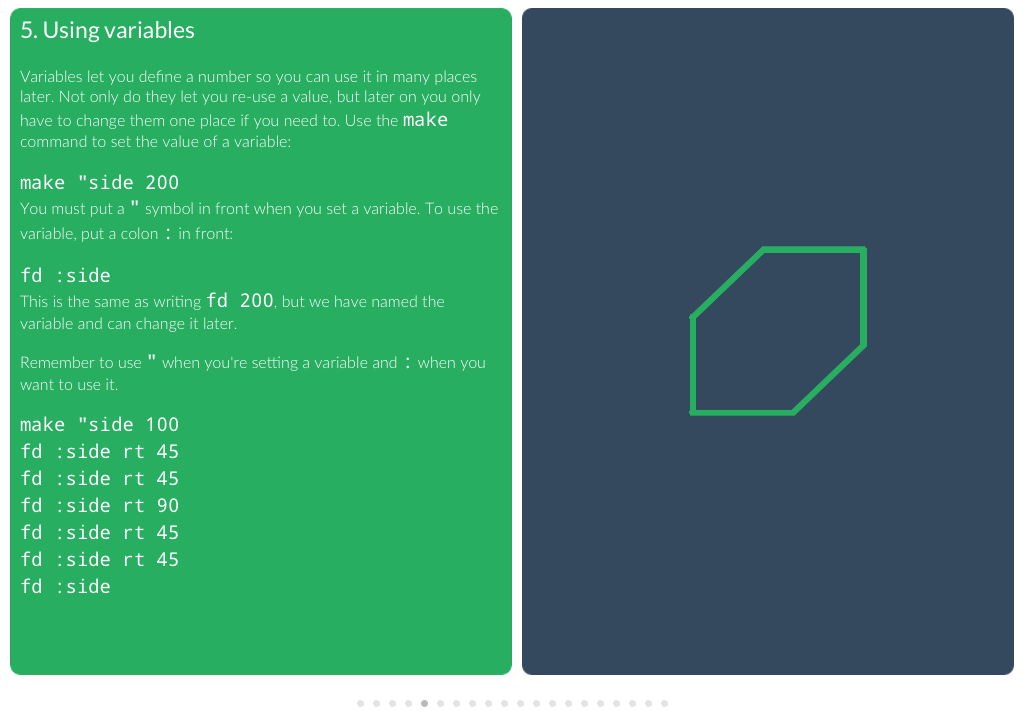 5. Using variables
Variables let you define a number so you can use it in many places
later. Not only do they let you re-use a value, but later on you only
have to change them one place if you need to. Use the make
command to set the value of a variable:
make "side 200
You must put a " symbol in front when you set a variable. To use the
variable, put a colon : in front:
fd :side
This is the same as writing fd 200, but we have named the
variable and can change it later.
Remember to use " when you're setting a variable and : when you
want to use it.
make "side 100
fd :side rt 45
fd :side rt 45
fd :side rt 90
fd :side rt 45
fd :side rt 45
fd :side